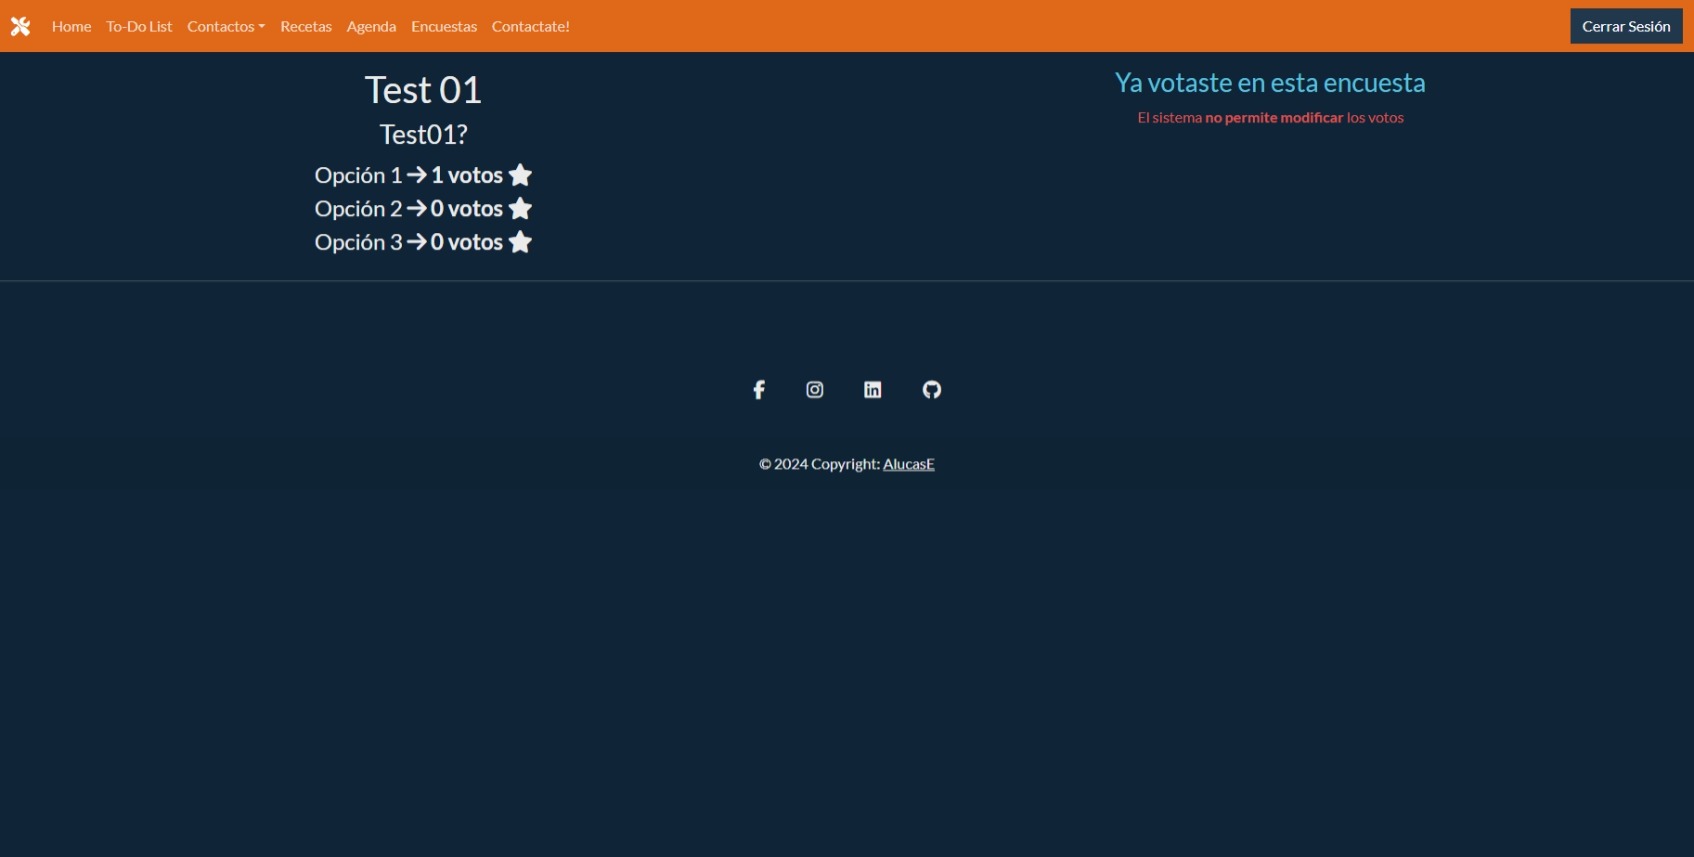 Home To-Do List Contactos Recetas Agenda Encuestas Contactate! Cerrar Sesión
Test 01
Test01?
Opción 1 → 1 votos
Opción 2 → 0 votos
Opción 3 → 0 votos
Ya votaste en esta encuesta
El sistema no permite modificar los votos
© 2024 Copyright: AlucasE